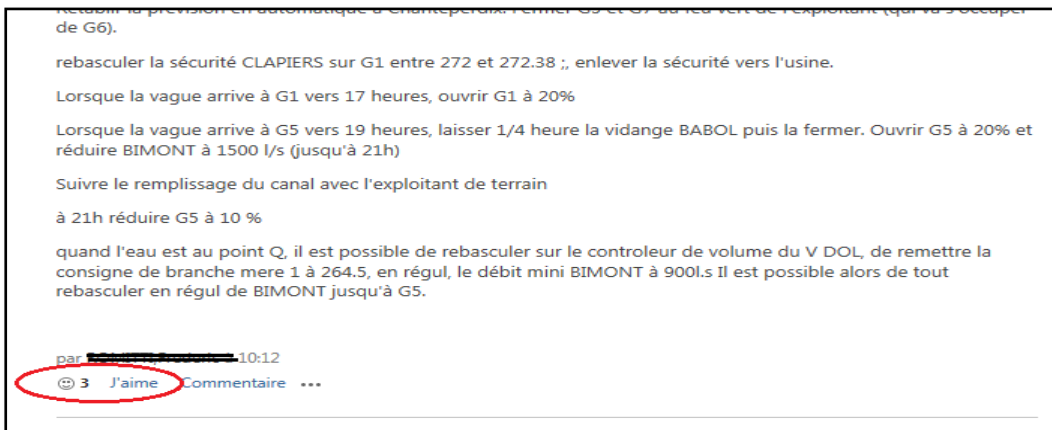 de G6).
rebasculer la sécurité CLAPIERS sur G1 entre 272 et 272.38 ;, enlever la sécurité vers l'usine.
Lorsque la vague arrive à G1 vers 17 heures, ouvrir G1 à 20%
Lorsque la vague arrive à G5 vers 19 heures, laisser 1/4 heure la vidange BABOL puis la fermer. Ouvrir G5 à 20% et
réduire BIMONT à 1500 l/s (jusqu'à 21h)
Suivre le remplissage du canal avec l'exploitant de terrain
à 21h réduire G5 à 10 %
quand l'eau est au point Q, il est possible de rebasculer sur le controleur de volume du V DOL, de remettre la
consigne de branche mere 1 à 264.5, en régul, le débit mini BIMONT à 900l.s Il est possible alors de tout
rebasculer en régul de BIMONT jusqu'à G5.
par 10:12
3 J'aime Commentaire ...